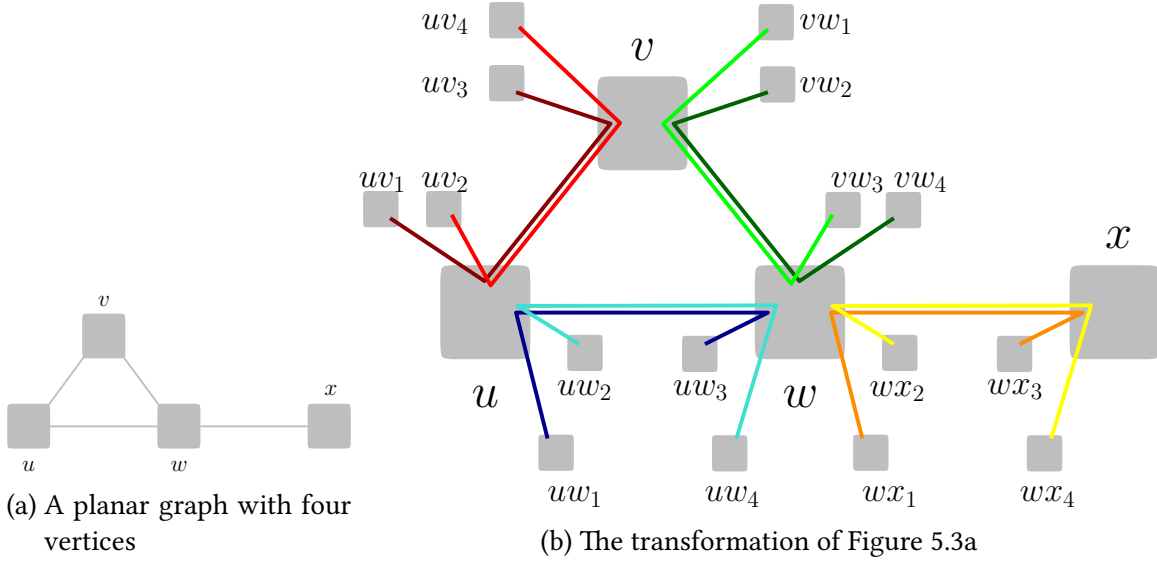 uv₄
v
vw₁
uv₃
vw₂
uv₁
uv₂
vw₃
vw₄
x
u
uw₂
uw₃
w
wx₂
wx₃
uw₁
uw₄
wx₁
wx₄
v
x
u
w
(a) A planar graph with four
vertices
(b) The transformation of Figure 5.3a